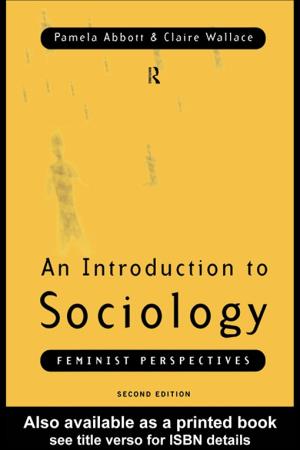 Pamela Abbott & Claire Wallace
R
An Introduction to
Sociology
FEMINIST PERSPECTIVES
SECOND EDITION
Also available as a printed book
see title verso for ISBN details